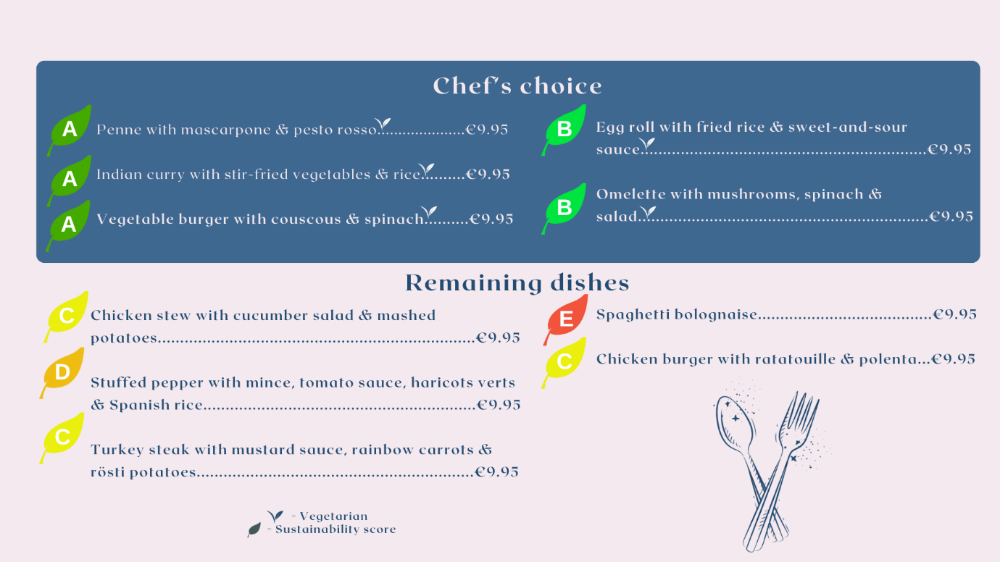 Chef's choice
A
Penne with mascarpone & pesto rosso.....................€9.95
A
Indian curry with stir-fried vegetables & rice..........€9.95
A
Vegetable burger with couscous & spinach..........€9.95
B
Egg roll with fried rice & sweet-and-sour
sauce.................................................................€9.95
B
Omelette with mushrooms, spinach &
salad..................................................................€9.95
Remaining dishes
C
Chicken stew with cucumber salad & mashed
potatoes.........................................................................€9.95
D
Stuffed pepper with mince, tomato sauce, haricots verts
& Spanish rice..............................................................€9.95
C
Turkey steak with mustard sauce, rainbow carrots &
rösti potatoes...............................................................€9.95
E
Spaghetti bolognaise........................................€9.95
C
Chicken burger with ratatouille & polenta...€9.95
= Vegetarian
= Sustainability score